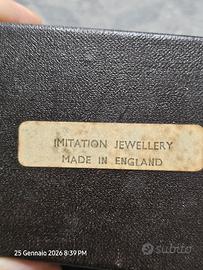 IMITATION JEWELLERY
MADE IN ENGLAND
25 Gennaio 2026 8:39 PM
subito